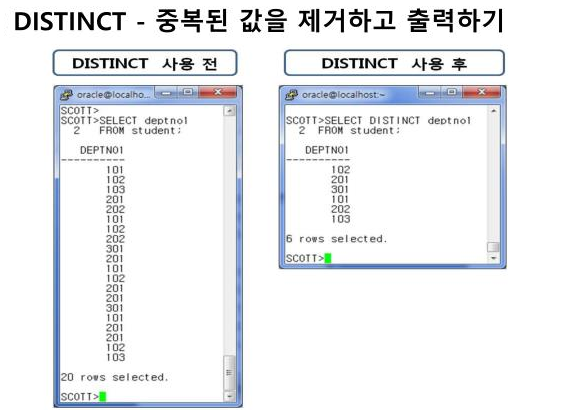 DISTINCT - 중복된 값을 제거하고 출력하기
DISTINCT 사용 전
oracle@localho...
SCOTT>
SCOTT>SELECT deptno1
2 FROM student;
DEPTNO1
----------
101
102
103
201
202
101
102
202
301
201
101
102
201
201
301
101
201
201
102
103
20 rows selected.
SCOTT>
DISTINCT 사용 후
oracle@localhost:~
SCOTT>SELECT DISTINCT deptno1
2 FROM student;
DEPTNO1
----------
102
201
301
101
202
103
6 rows selected.
SCOTT>